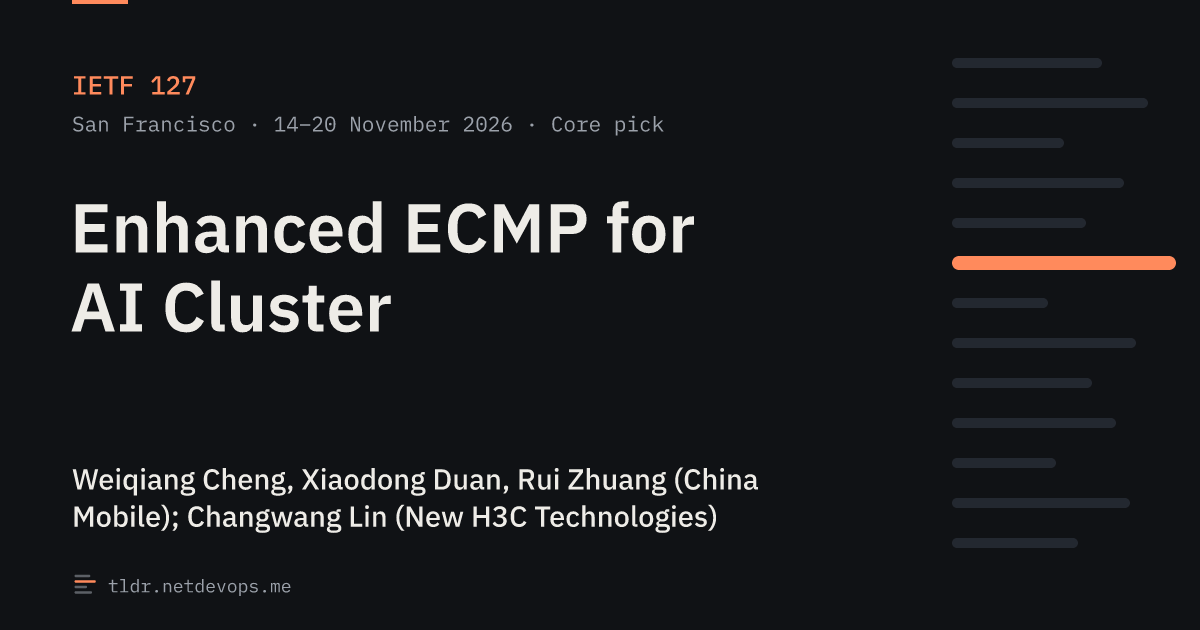 IETF 127
San Francisco · 14–20 November 2026 · Core pick
Enhanced ECMP for
AI Cluster
Weiqiang Cheng, Xiaodong Duan, Rui Zhuang (China
Mobile); Changwang Lin (New H3C Technologies)
tldr.netdevops.me